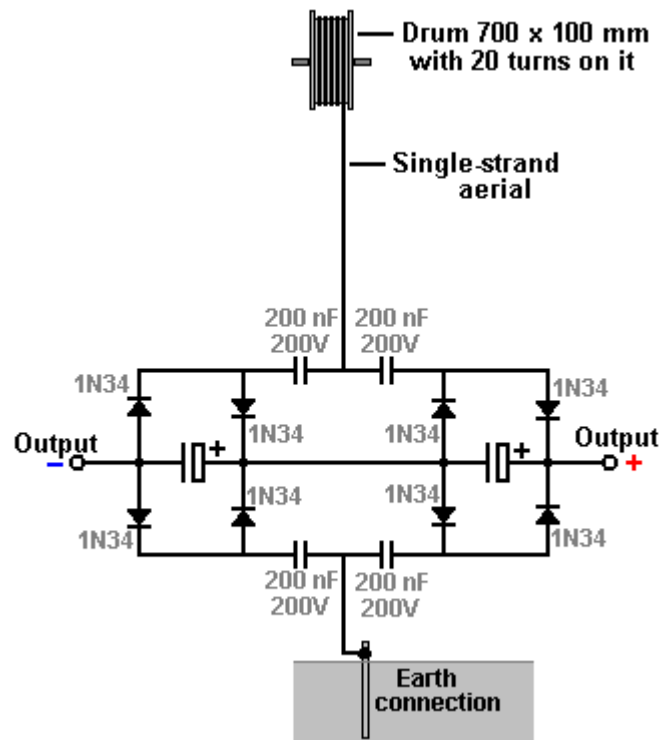 Drum 700 x 100 mm
with 20 turns on it
Single-strand
aerial
200 nF 200 nF
200V 200V
1N34
1N34
1N34
1N34
Output
Output
- +
+ +
1N34
1N34
1N34
1N34
200 nF 200 nF
200V 200V
Earth
connection